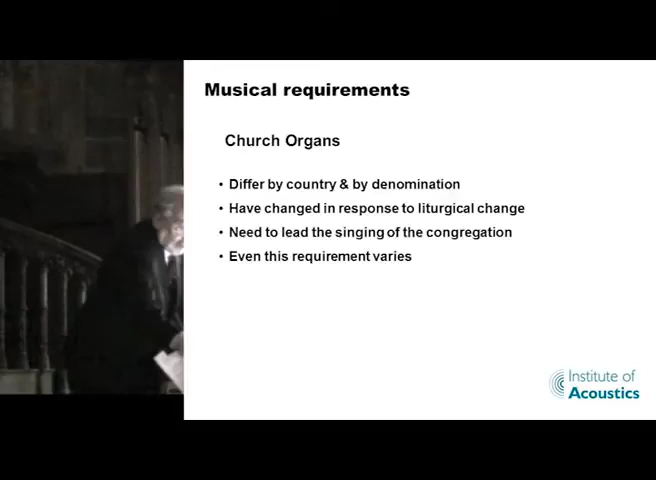 Musical requirements
Church Organs
• Differ by country & by denomination
• Have changed in response to liturgical change
• Need to lead the singing of the congregation
• Even this requirement varies
Institute of
Acoustics